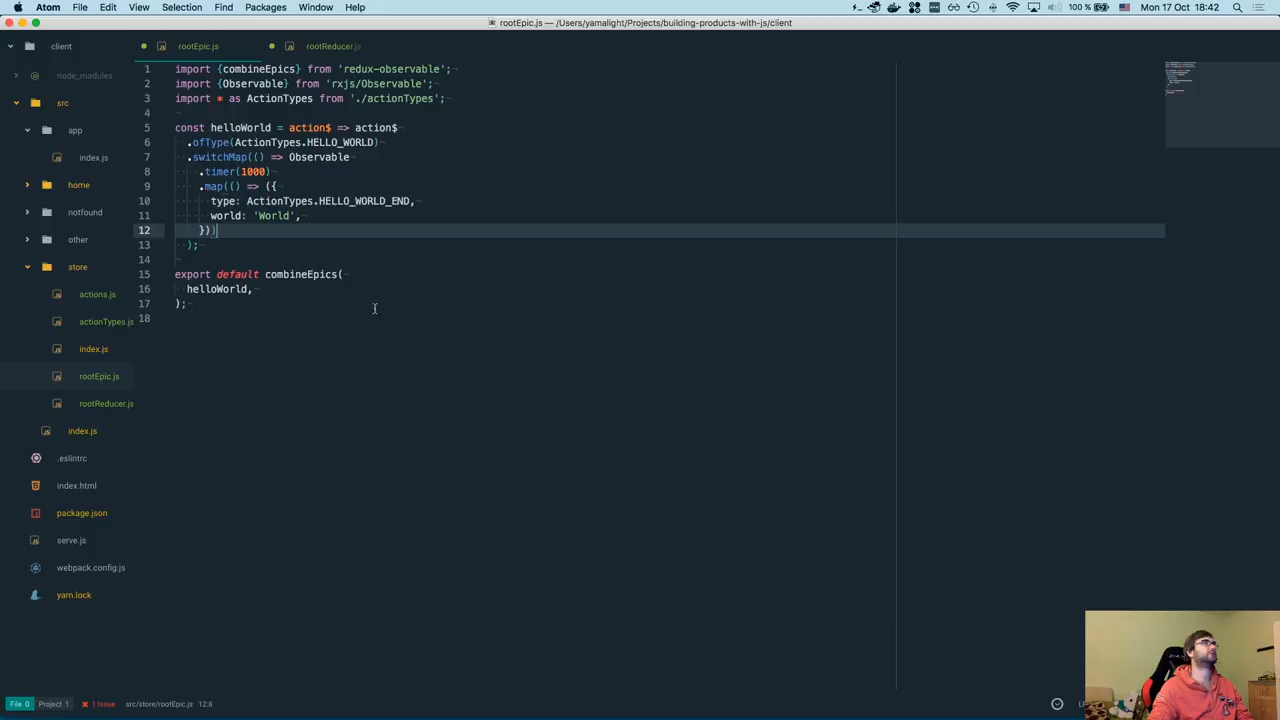 Atom File Edit View Selection Find Packages Window Help
100 % Mon 17 Oct 18:42
rootEpic.js — /Users/yamalight/Projects/building-products-with-js/client
client
node_modules
src
app
index.js
home
notfound
other
store
actions.js
actionTypes.js
index.js
rootEpic.js
rootReducer.js
index.js
.eslintrc
index.html
package.json
serve.js
webpack.config.js
yarn.lock
rootEpic.js
rootReducer.js
1 import {combineEpics} from 'redux-observable';
2 import {Observable} from 'rxjs/Observable';
3 import * as ActionTypes from './actionTypes';
4
5 const helloWorld = action$ => action$
6 .ofType(ActionTypes.HELLO_WORLD)
7 .switchMap(() => Observable
8 .timer(1000)
9 .map(() => ({
10 type: ActionTypes.HELLO_WORLD_END,
11 world: 'World',
12 }))
13 );
14
15 export default combineEpics(
16 helloWorld,
17 );
18
File 0 Project 1 1 Issue src/store/rootEpic.js 12:8